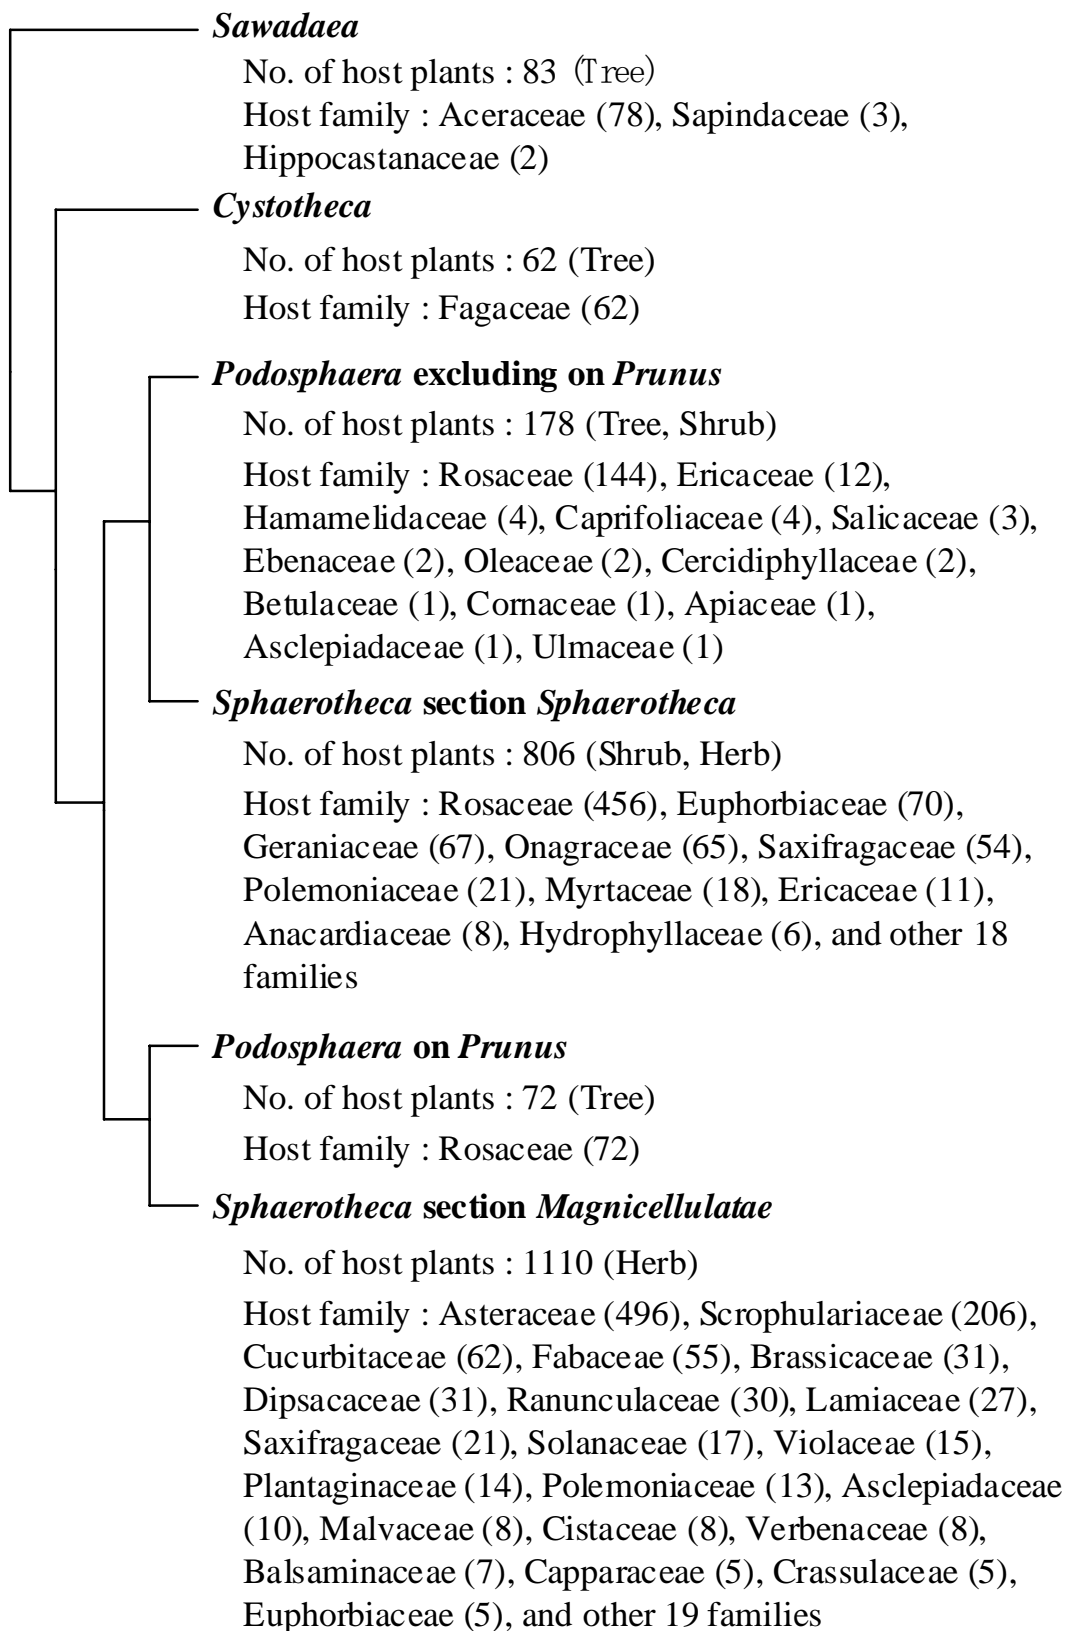 Sawadaea
No. of host plants : 83 (Tree)
Host family : Aceraceae (78), Sapindaceae (3),
Hippocastanaceae (2)
Cystotheca
No. of host plants : 62 (Tree)
Host family : Fagaceae (62)
Podosphaera excluding on Prunus
No. of host plants : 178 (Tree, Shrub)
Host family : Rosaceae (144), Ericaceae (12),
Hamamelidaceae (4), Caprifoliaceae (4), Salicaceae (3),
Ebenaceae (2), Oleaceae (2), Cercidiphyllaceae (2),
Betulaceae (1), Cornaceae (1), Apiaceae (1),
Asclepiadaceae (1), Ulmaceae (1)
Sphaerotheca section Sphaerotheca
No. of host plants : 806 (Shrub, Herb)
Host family : Rosaceae (456), Euphorbiaceae (70),
Geraniaceae (67), Onagraceae (65), Saxifragaceae (54),
Polemoniaceae (21), Myrtaceae (18), Ericaceae (11),
Anacardiaceae (8), Hydrophyllaceae (6), and other 18
families
Podosphaera on Prunus
No. of host plants : 72 (Tree)
Host family : Rosaceae (72)
Sphaerotheca section Magnicellulatae
No. of host plants : 1110 (Herb)
Host family : Asteraceae (496), Scrophulariaceae (206),
Cucurbitaceae (62), Fabaceae (55), Brassicaceae (31),
Dipsacaceae (31), Ranunculaceae (30), Lamiaceae (27),
Saxifragaceae (21), Solanaceae (17), Violaceae (15),
Plantaginaceae (14), Polemoniaceae (13), Asclepiadaceae
(10), Malvaceae (8), Cistaceae (8), Verbenaceae (8),
Balsaminaceae (7), Capparaceae (5), Crassulaceae (5),
Euphorbiaceae (5), and other 19 families